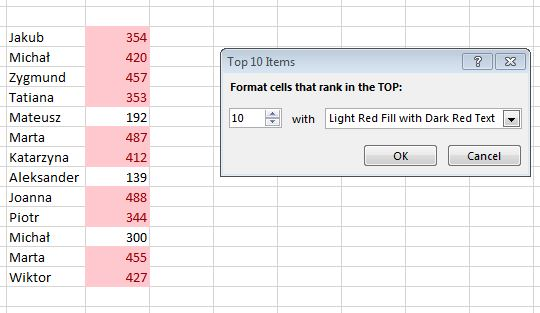 Jakub 354
Michał 420
Zygmund 457
Tatiana 353
Mateusz 192
Marta 487
Katarzyna 412
Aleksander 139
Joanna 488
Piotr 344
Michał 300
Marta 455
Wiktor 427
Top 10 Items
?
Format cells that rank in the TOP:
10 with Light Red Fill with Dark Red Text
OK Cancel